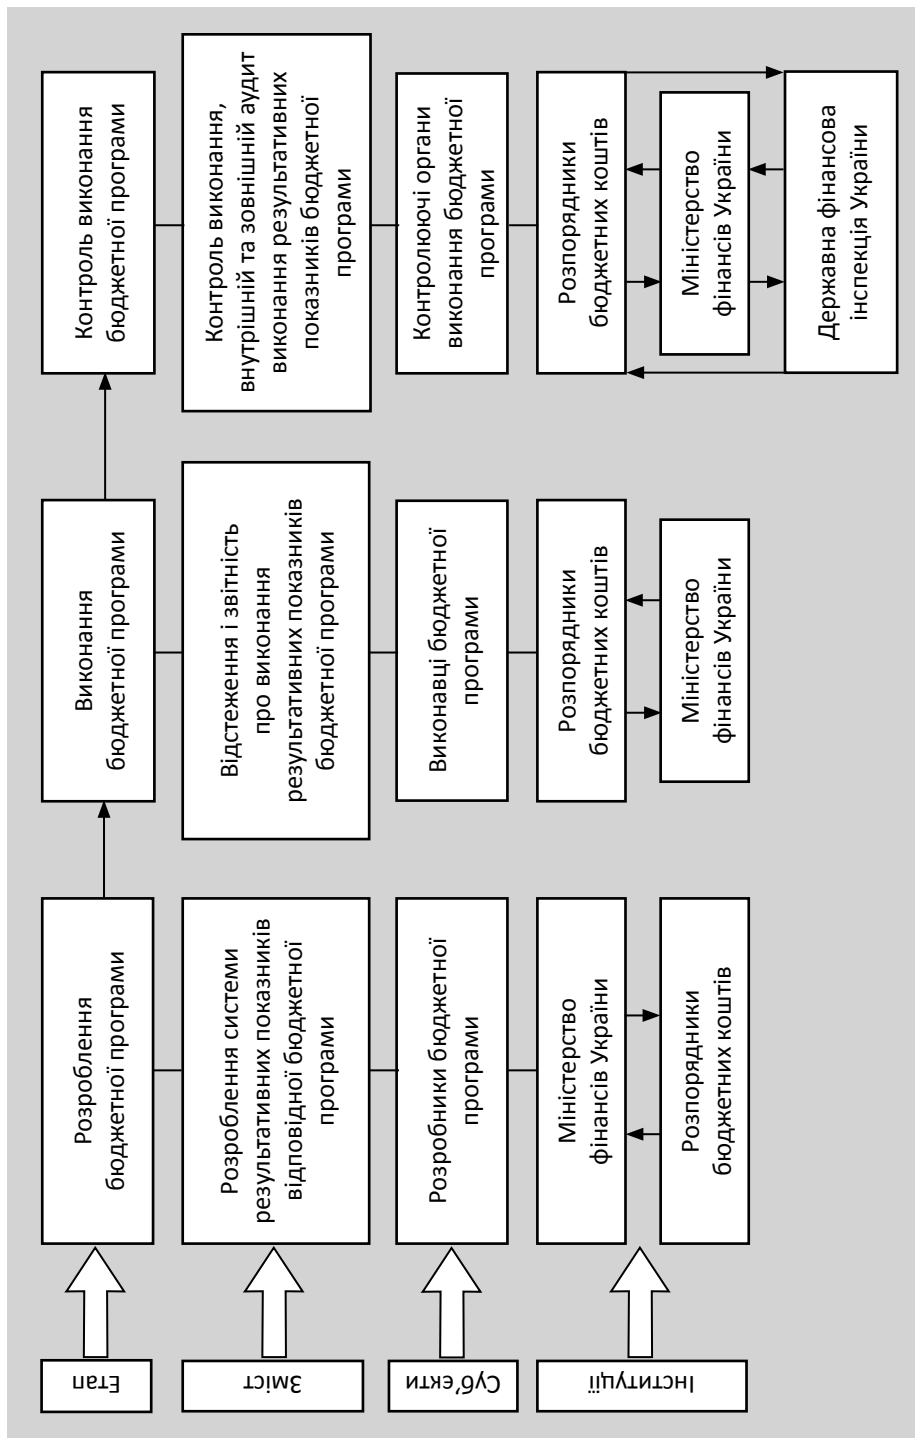 Етап
Розроблення
бюджетної програми
Виконання
бюджетної програми
Контроль виконання
бюджетної програми
Зміст
Розроблення системи
результативних показників
відповідної бюджетної
програми
Відстеження і звітність
про виконання
результативних показників
бюджетної програми
Контроль виконання,
внутрішній та зовнішній аудит
виконання результативних
показників бюджетної
програми
Суб’єкти
Розробники бюджетної
програми
Виконавці бюджетної
програми
Контролюючі органи
виконання бюджетної
програми
Інституції
Міністерство
фінансів України
Розпорядники
бюджетних коштів
Розпорядники
бюджетних коштів
Міністерство
фінансів України
Розпорядники
бюджетних коштів
Міністерство
фінансів України
Державна фінансова
інспекція України